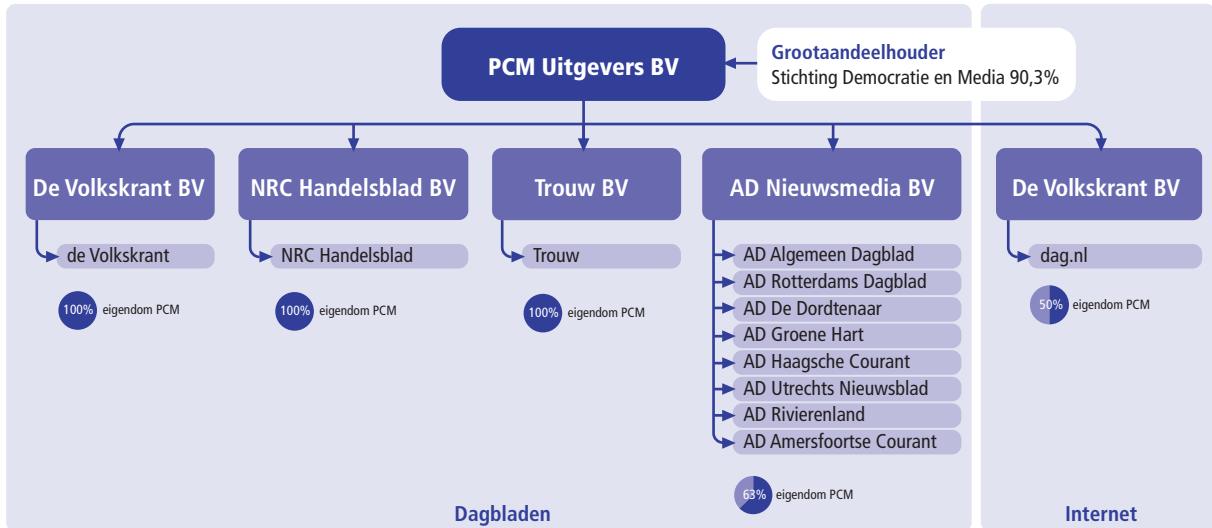 PCM Uitgevers BV
Grootaandeelhouder
Stichting Democratie en Media 90,3%
De Volkskrant BV
de Volkskrant
100% eigendom PCM
NRC Handelsblad BV
NRC Handelsblad
100% eigendom PCM
Trouw BV
Trouw
100% eigendom PCM
AD Nieuwsmedia BV
AD Algemeen Dagblad
AD Rotterdams Dagblad
AD De Dordtenaar
AD Groene Hart
AD Haagsche Courant
AD Utrechts Nieuwsblad
AD Rivierenland
AD Amersfoortse Courant
63% eigendom PCM
Dagbladen
De Volkskrant BV
dag.nl
50% eigendom PCM
Internet